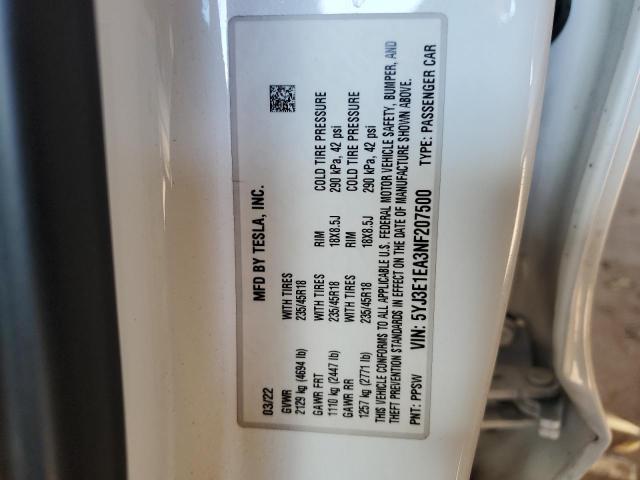 MFD BY TESLA, INC.
03/22
GVWR
2129 kg (4694 lb)
GAWR FRT WITH TIRES RIM COLD TIRE PRESSURE
1110 kg (2447 lb) 235/45R18 18X8.5J 290 kPa, 42 psi
GAWR RR WITH TIRES RIM COLD TIRE PRESSURE
1257 kg (2771 lb) 235/45R18 18X8.5J 290 kPa, 42 psi
THIS VEHICLE CONFORMS TO ALL APPLICABLE U.S. FEDERAL MOTOR VEHICLE SAFETY, BUMPER, AND
THEFT PREVENTION STANDARDS IN EFFECT ON THE DATE OF MANUFACTURE SHOWN ABOVE.
PNT: PPSW VIN: 5YJ3E1EA3NF207500 TYPE: PASSENGER CAR